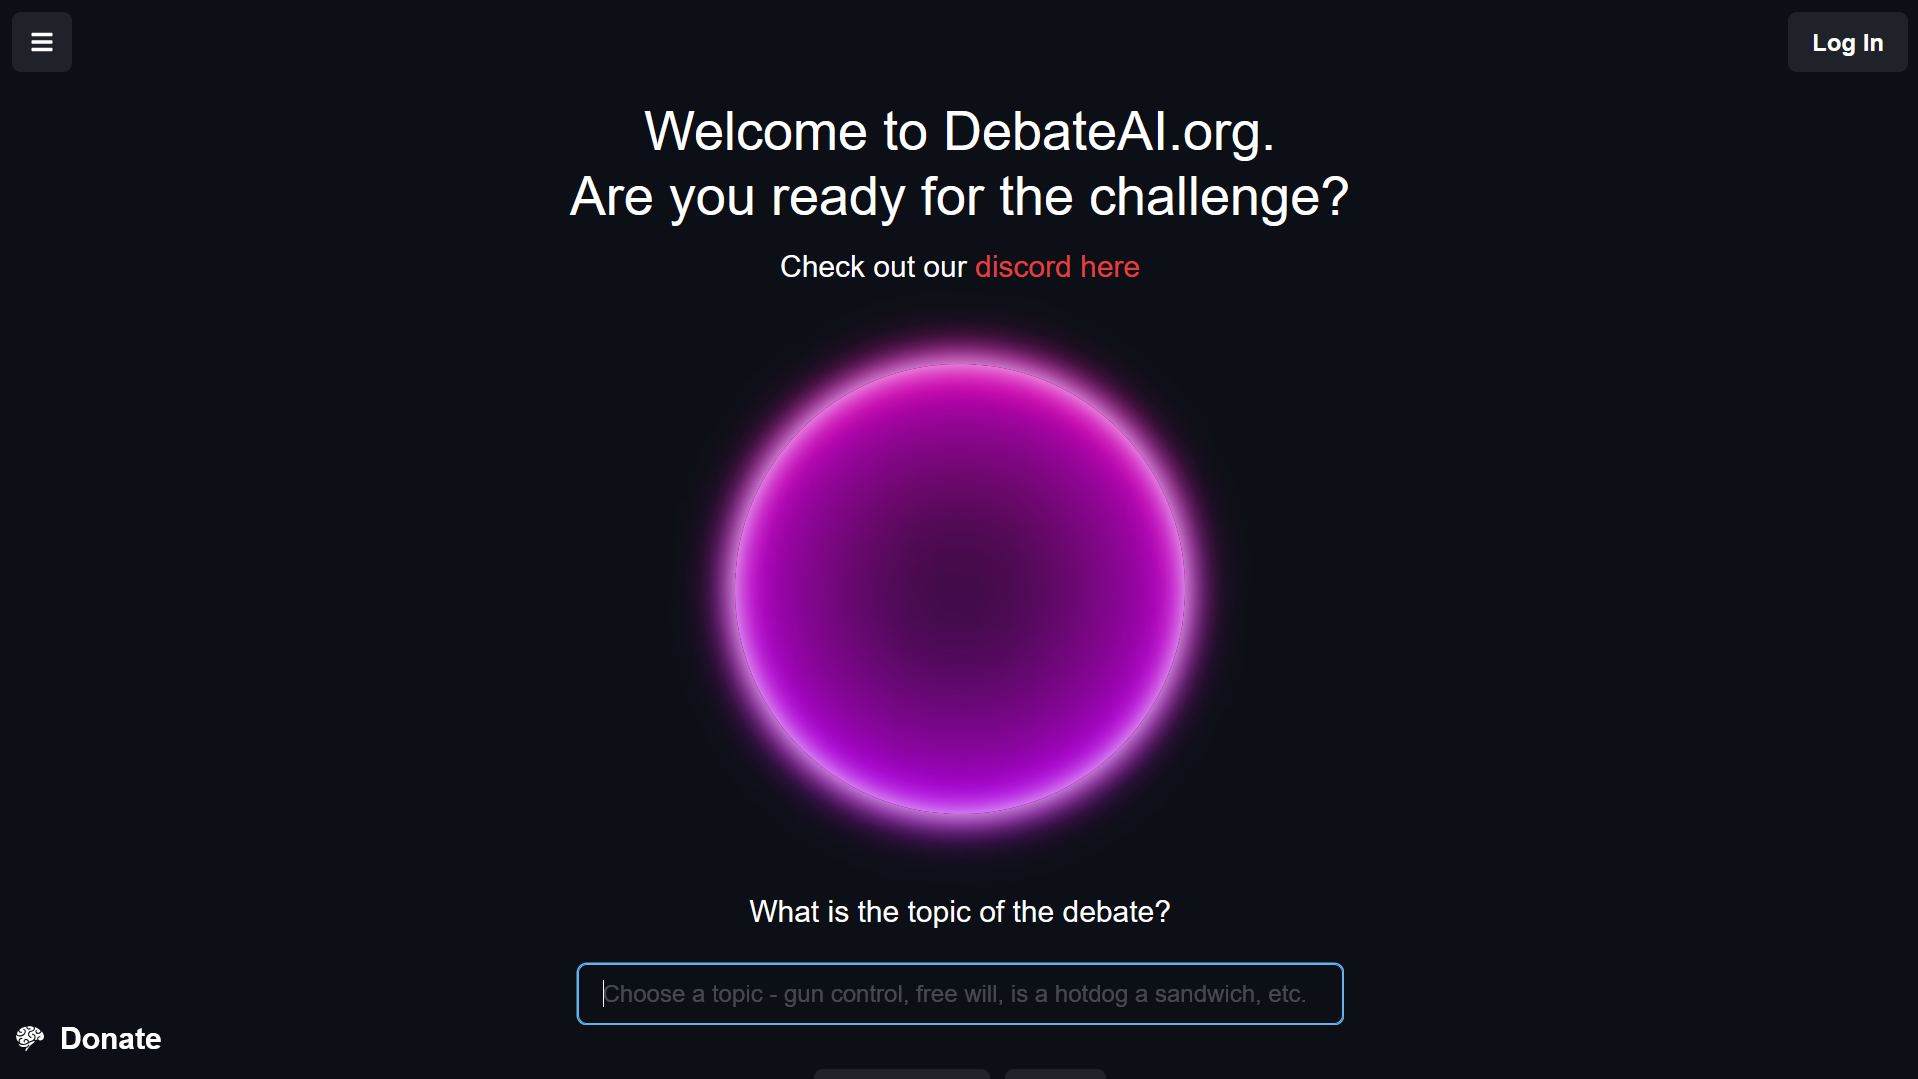 Log In
Welcome to DebateAI.org.
Are you ready for the challenge?
Check out our discord here
What is the topic of the debate?
Choose a topic - gun control, free will, is a hotdog a sandwich, etc.
Donate